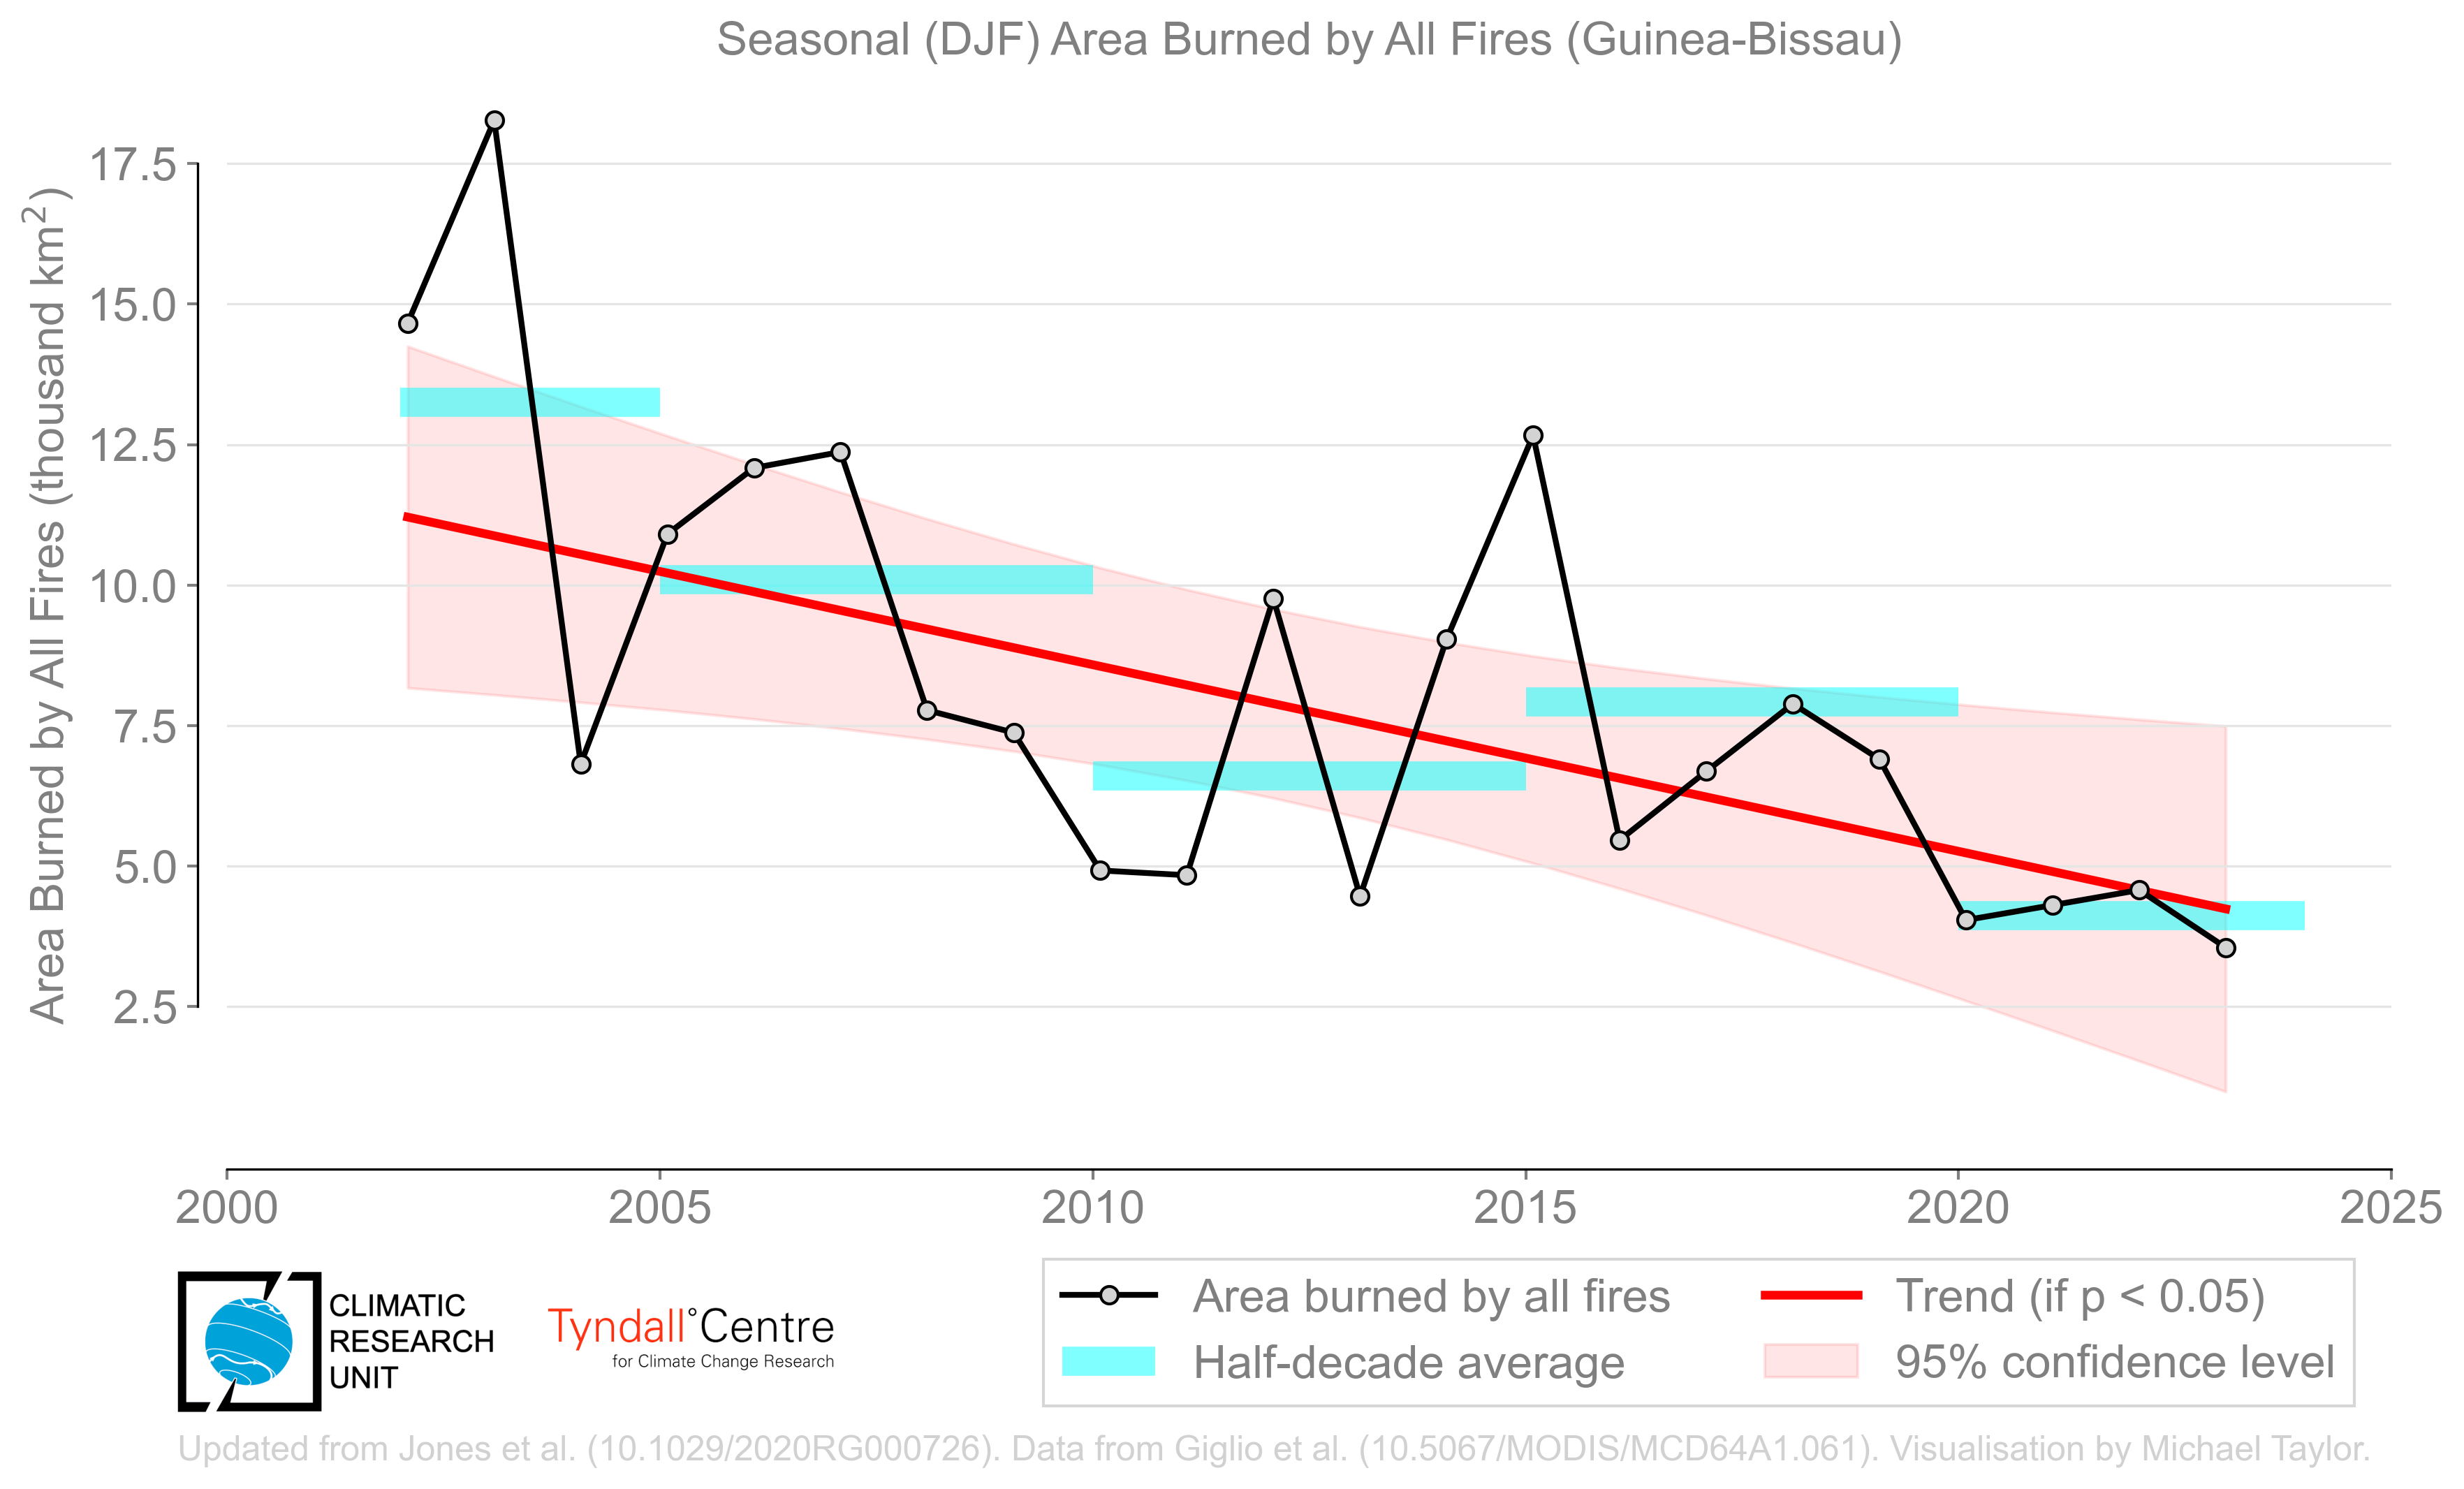 Seasonal (DJF) Area Burned by All Fires (Guinea-Bissau)
Area Burned by All Fires (thousand km²)
17.5
15.0
12.5
10.0
7.5
5.0
2.5
2000 2005 2010 2015 2020 2025
CLIMATIC
RESEARCH
UNIT
Tyndall°Centre
for Climate Change Research
Area burned by all fires
Half-decade average
Trend (if p < 0.05)
95% confidence level
Updated from Jones et al. (10.1029/2020RG000726). Data from Giglio et al. (10.5067/MODIS/MCD64A1.061). Visualisation by Michael Taylor.